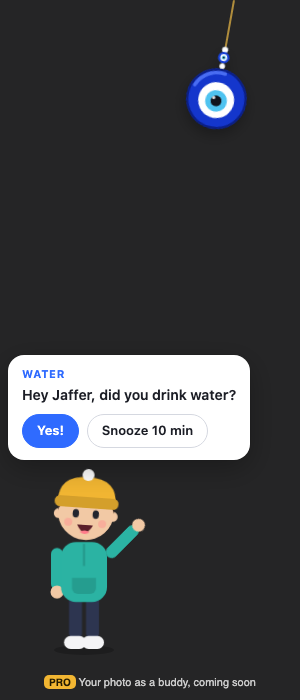 WATER
Hey Jaffer, did you drink water?
Yes! Snooze 10 min
PRO Your photo as a buddy, coming soon